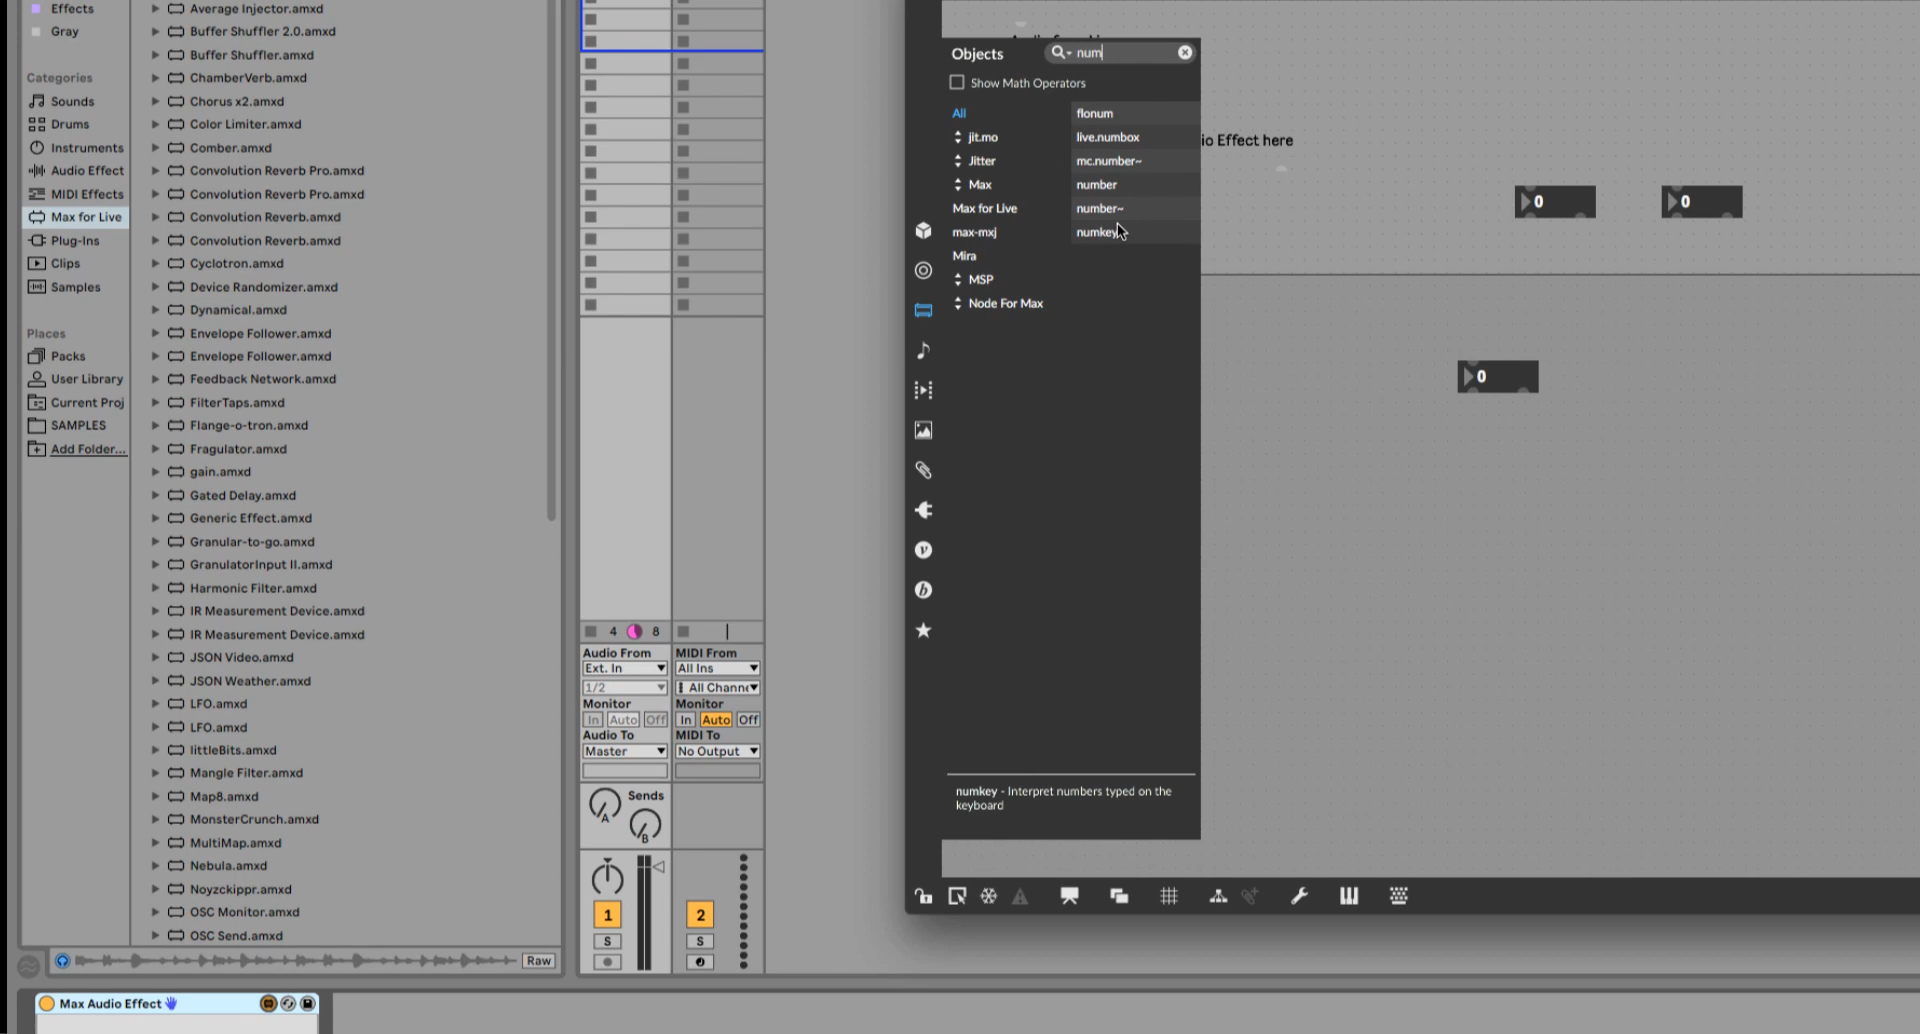 Effects
Gray
Categories
Sounds
Drums
Instruments
Audio Effect
MIDI Effects
Max for Live
Plug-Ins
Clips
Samples
Places
Packs
User Library
Current Proj
SAMPLES
Add Folder...
Average Injector.amxd
Buffer Shuffler 2.0.amxd
Buffer Shuffler.amxd
ChamberVerb.amxd
Chorus x2.amxd
Color Limiter.amxd
Comber.amxd
Convolution Reverb Pro.amxd
Convolution Reverb Pro.amxd
Convolution Reverb.amxd
Convolution Reverb.amxd
Cyclotron.amxd
Device Randomizer.amxd
Dynamical.amxd
Envelope Follower.amxd
Envelope Follower.amxd
Feedback Network.amxd
FilterTaps.amxd
Flange-o-tron.amxd
Fragulator.amxd
gain.amxd
Gated Delay.amxd
Generic Effect.amxd
Granular-to-go.amxd
GranulatorInput II.amxd
Harmonic Filter.amxd
IR Measurement Device.amxd
IR Measurement Device.amxd
JSON Video.amxd
JSON Weather.amxd
LFO.amxd
LFO.amxd
littleBits.amxd
Mangle Filter.amxd
Map8.amxd
MonsterCrunch.amxd
MultiMap.amxd
Nebula.amxd
Noyzckippr.amxd
OSC Monitor.amxd
OSC Send.amxd
Raw
Max Audio Effect
4 8
Audio From
Ext. In
1/2
Monitor
In Auto Off
Audio To
Master
Sends
A
B
1
S
MIDI From
All Ins
All Channe
Monitor
In Auto Off
MIDI To
No Output
2
S
Objects
num
Show Math Operators
All
jit.mo
Jitter
Max
Max for Live
max-mxj
Mira
MSP
Node For Max
flonum
live.numbox
mc.number~
number
number~
numkey
numkey - Interpret numbers typed on the
keyboard
io Effect here
0
0
0